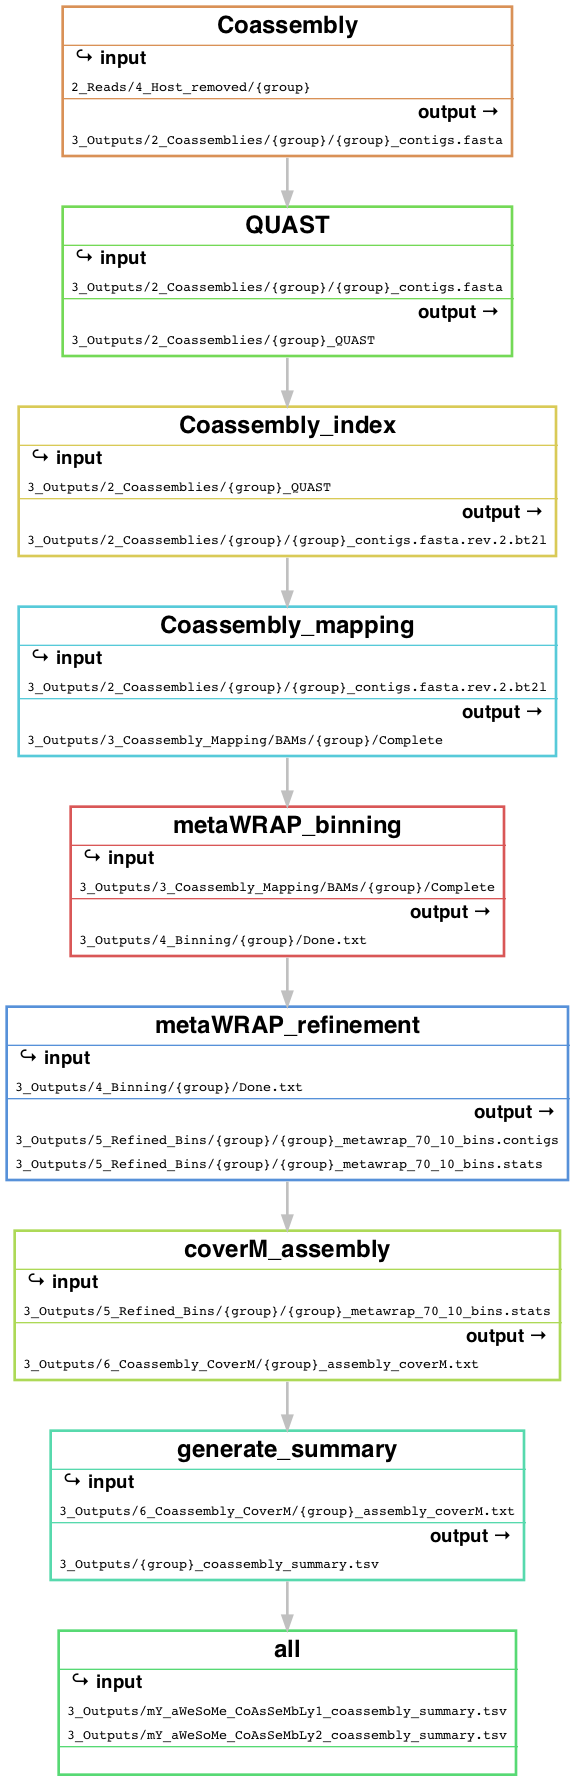 Coassembly
↪ input
2_Reads/4_Host_removed/{group}
output →
3_Outputs/2_Coassemblies/{group}/{group}_contigs.fasta
QUAST
↪ input
3_Outputs/2_Coassemblies/{group}/{group}_contigs.fasta
output →
3_Outputs/2_Coassemblies/{group}_QUAST
Coassembly_index
↪ input
3_Outputs/2_Coassemblies/{group}_QUAST
output →
3_Outputs/2_Coassemblies/{group}/{group}_contigs.fasta.rev.2.bt2l
Coassembly_mapping
↪ input
3_Outputs/2_Coassemblies/{group}/{group}_contigs.fasta.rev.2.bt2l
output →
3_Outputs/3_Coassembly_Mapping/BAMs/{group}/Complete
metaWRAP_binning
↪ input
3_Outputs/3_Coassembly_Mapping/BAMs/{group}/Complete
output →
3_Outputs/4_Binning/{group}/Done.txt
metaWRAP_refinement
↪ input
3_Outputs/4_Binning/{group}/Done.txt
output →
3_Outputs/5_Refined_Bins/{group}/{group}_metawrap_70_10_bins.contigs
3_Outputs/5_Refined_Bins/{group}/{group}_metawrap_70_10_bins.stats
coverM_assembly
↪ input
3_Outputs/5_Refined_Bins/{group}/{group}_metawrap_70_10_bins.stats
output →
3_Outputs/6_Coassembly_CoverM/{group}_assembly_coverM.txt
generate_summary
↪ input
3_Outputs/6_Coassembly_CoverM/{group}_assembly_coverM.txt
output →
3_Outputs/{group}_coassembly_summary.tsv
all
↪ input
3_Outputs/mY_aWeSoMe_CoAsSeMbLy1_coassembly_summary.tsv
3_Outputs/mY_aWeSoMe_CoAsSeMbLy2_coassembly_summary.tsv